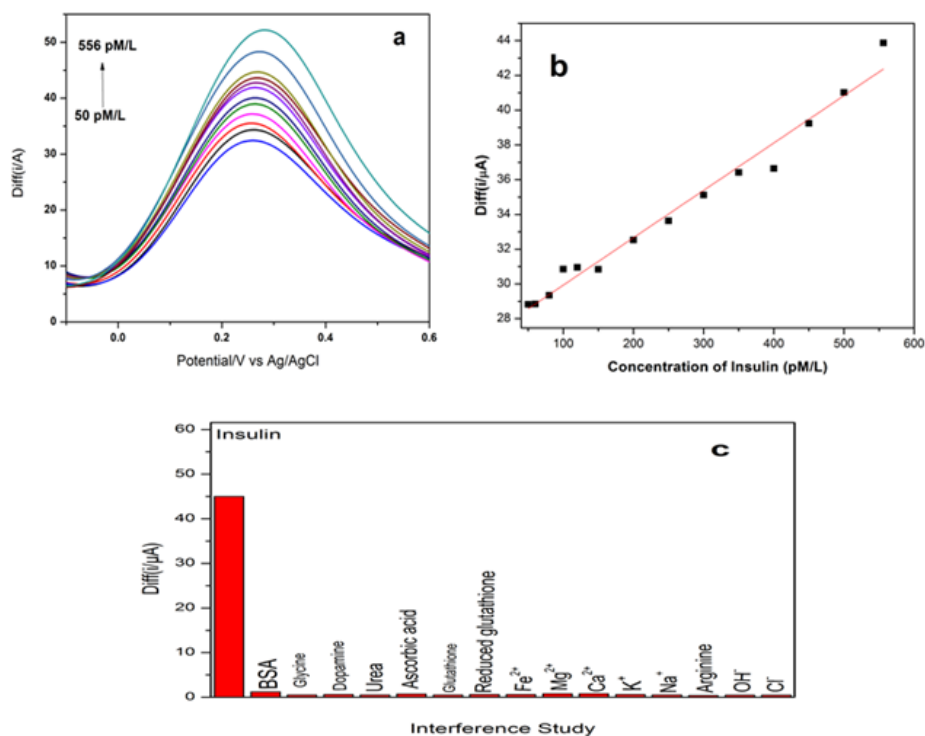 a
556 pM/L
50 pM/L
50
40
30
20
10
0
Diff(i/A)
0.0 0.2 0.4 0.6
Potential/V vs Ag/AgCl
b
44
42
40
38
36
34
32
30
28
Diff(i/μA)
100 200 300 400 500 600
Concentration of Insulin (pM/L)
c
Insulin
60
50
40
30
20
10
0
Diff(i/μA)
BSA
Glycine
Dopamine
Urea
Ascorbic acid
Glutathione
Reduced glutathione
Fe²⁺
Mg²⁺
Ca²⁺
K⁺
Na⁺
Arginine
OH⁻
Cl⁻
Interference Study